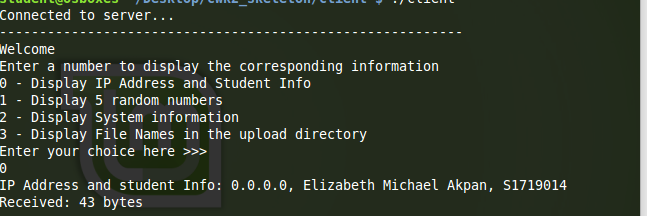 student@osboxes ~/Desktop/cwk2_skeleton/client $ ./client
Connected to server...
----------------------------------------------------------
Welcome
Enter a number to display the corresponding information
0 - Display IP Address and Student Info
1 - Display 5 random numbers
2 - Display System information
3 - Display File Names in the upload directory
Enter your choice here >>>
0
IP Address and student Info: 0.0.0.0, Elizabeth Michael Akpan, S1719014
Received: 43 bytes